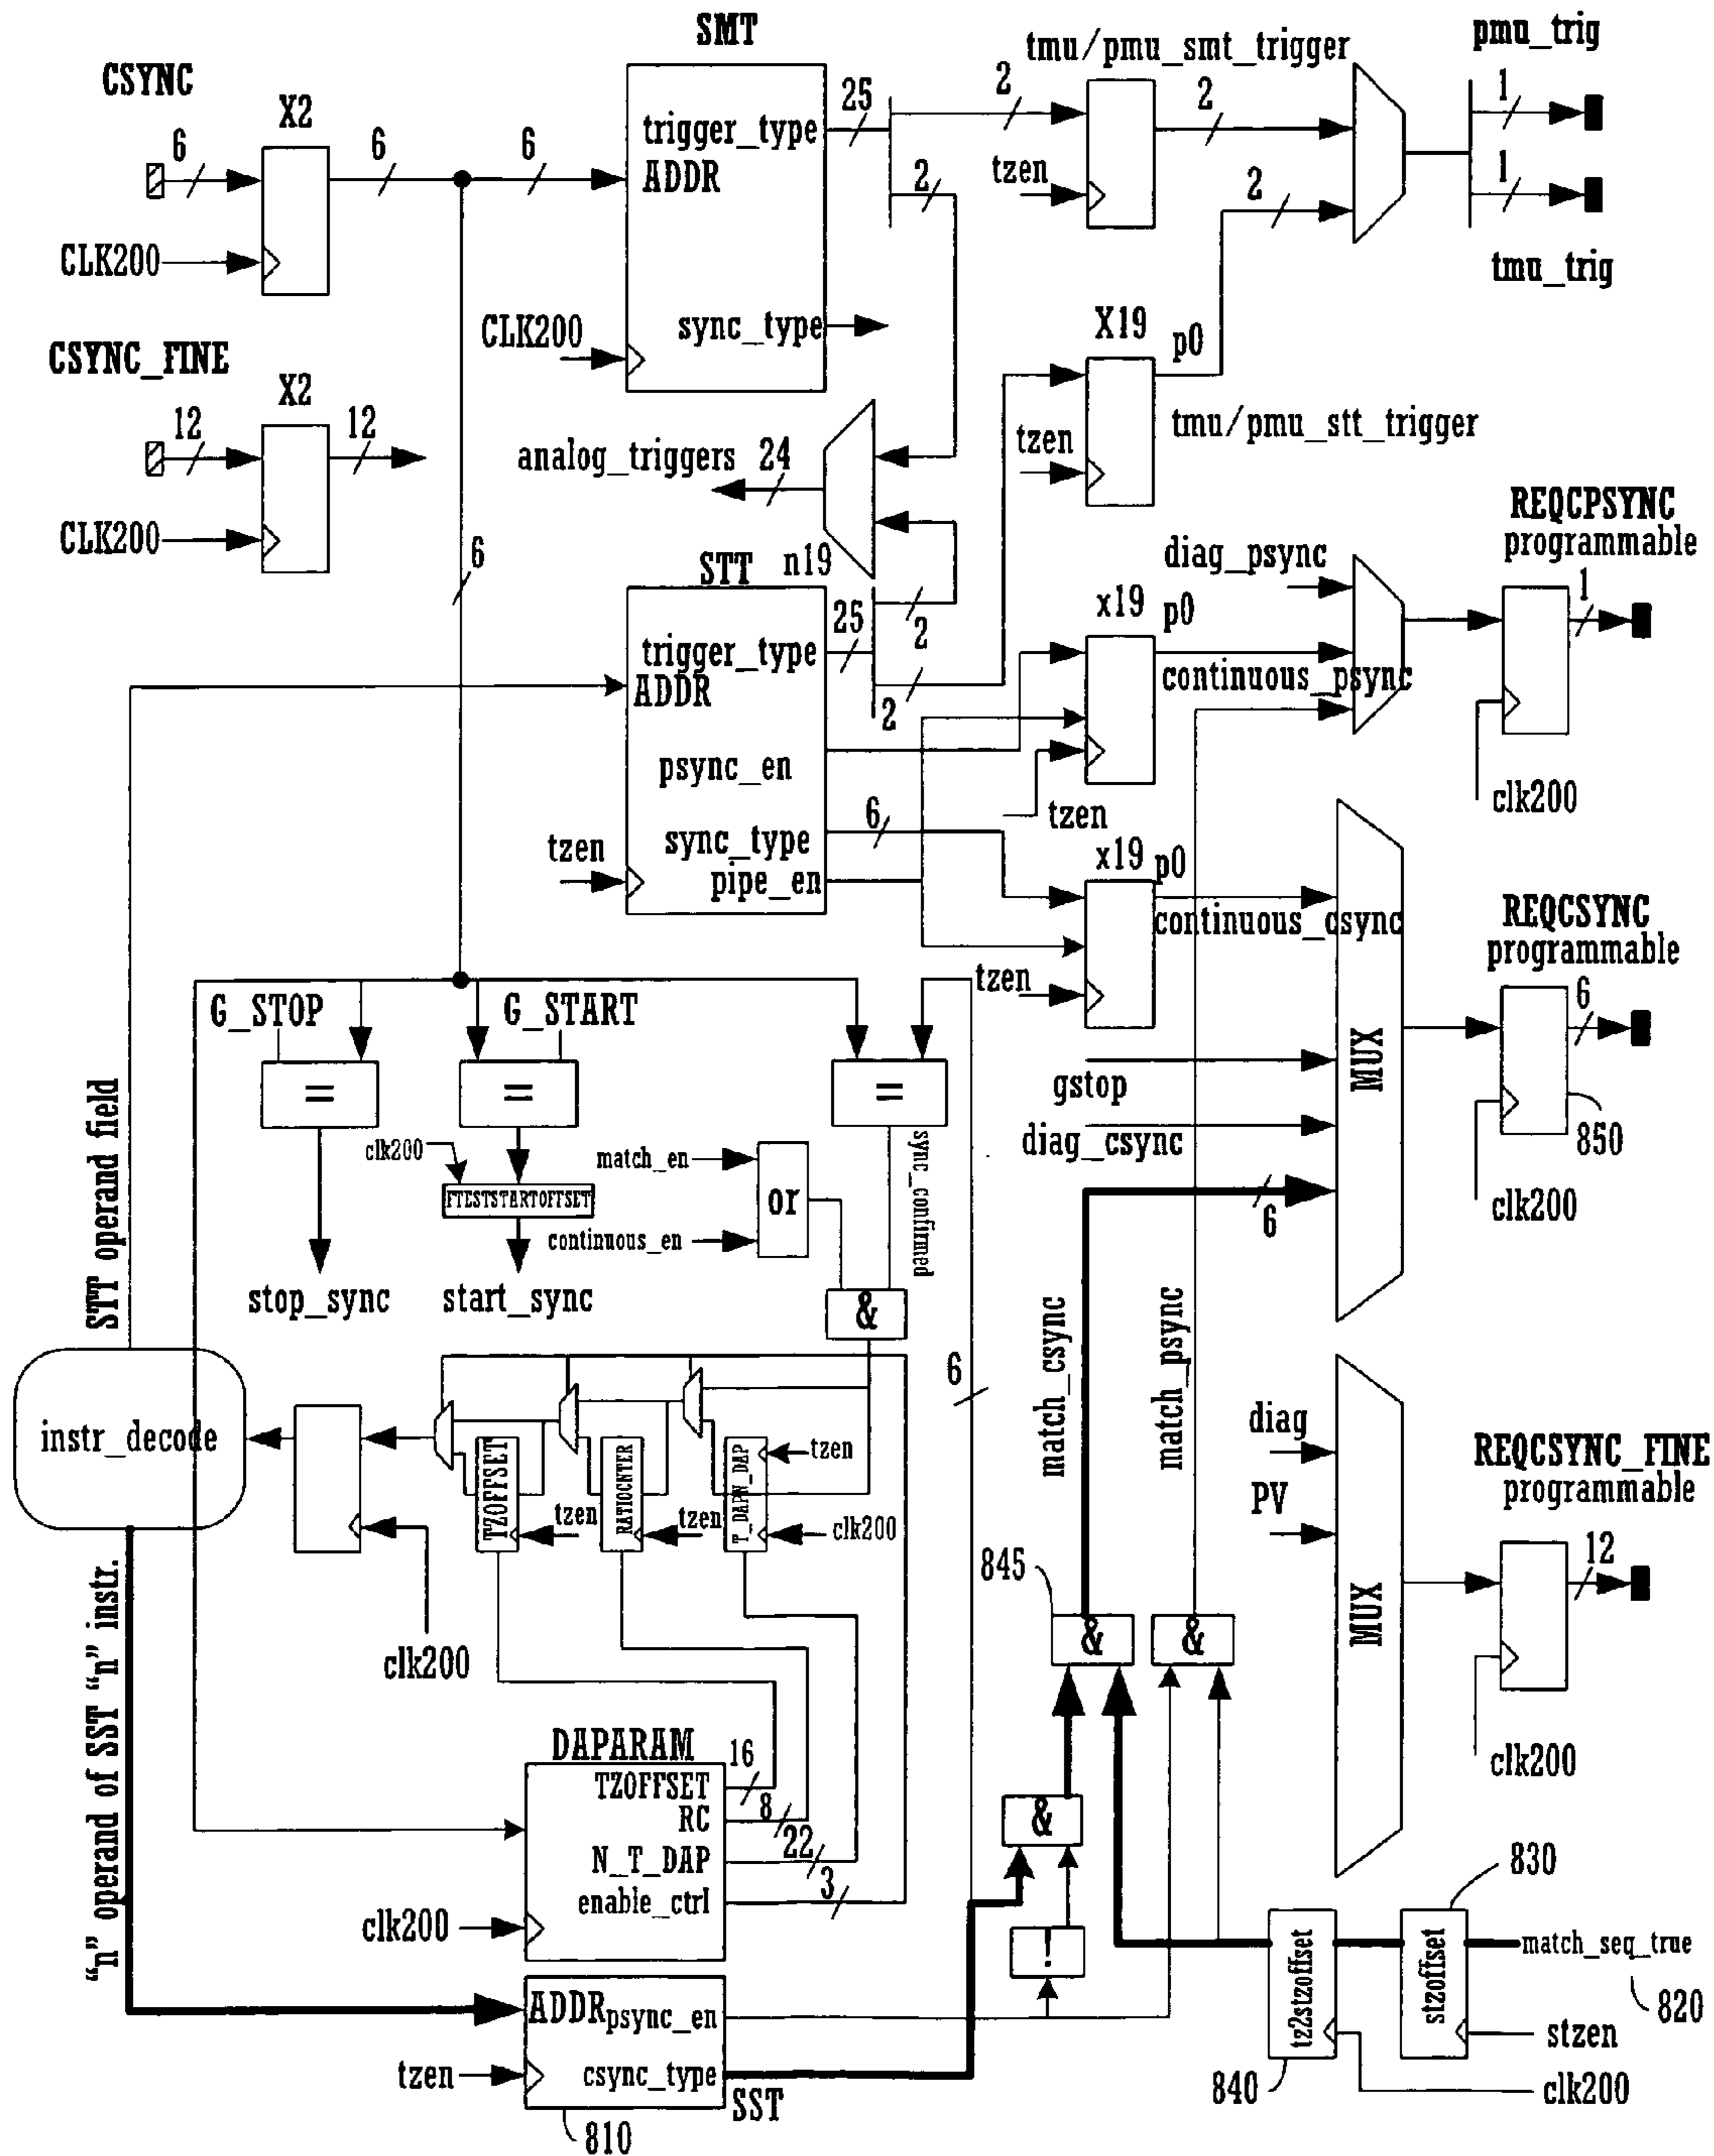 SMT
tmu/pmu_smt_trigger
pmu_trig
CSYNC
X2
6
6
6
trigger_type
ADDR
25
2
2
1
tzen
2
2
1
CLK200
tmu_trig
CLK200
sync_type
X19
p0
CSYNC_FINE
X2
12
12
analog_triggers
24
tzen
tmu/pmu_stt_trigger
CLK200
6
STT
n19
REQCPSYNC
programmable
diag_psync
1
x19
p0
25
2
trigger_type
ADDR
2
continuous_psync
psync_en
clk200
tzen
6
sync_type
pipe_en
tzen
x19
p0
continuous_csync
REQCSYNC
programmable
tzen
6
G_STOP
G_START
=
=
=
gstop
MUX
850
diag_csync
clk200
match_en
or
FTESTSTARTOFFSET
continuous_en
sync_confirmed
6
clk200
stop_sync
start_sync
&
STT operand field
match_csync
match_psync
6
instr_decode
diag
REQCSYNC_FINE
programmable
TZOFFSET
RATIOCNTER
T_DAPN_DAP
tzen
PV
tzen
tzen
clk200
12
845
&
&
MUX
clk200
"n" operand of SST "n" instr.
DAPARAM
16
clk200
TZOFFSET
RC
8
&
N_T_DAP
22
830
enable_ctrl
3
clk200
!
tz2stzoffset
stzoffset
match_seq_true
820
ADDR
psync_en
stzen
tzen
csync_type
840
clk200
SST
810